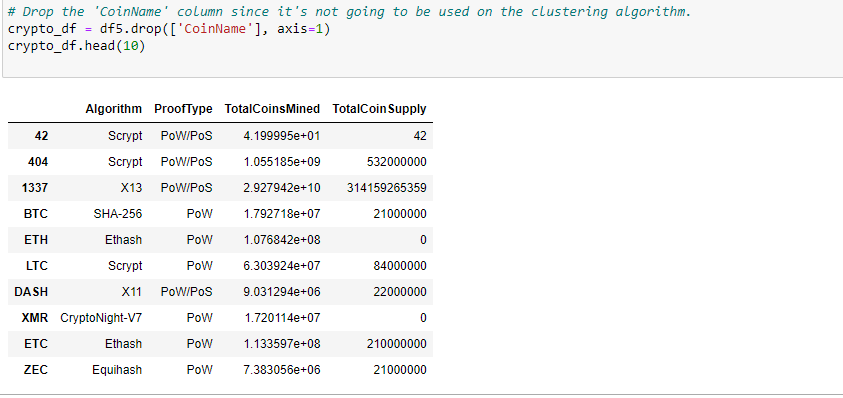 # Drop the 'CoinName' column since it's not going to be used on the clustering algorithm.
crypto_df = df5.drop(['CoinName'], axis=1)
crypto_df.head(10)
Algorithm ProofType TotalCoinsMined TotalCoinSupply
42 Scrypt PoW/PoS 4.199995e+01 42
404 Scrypt PoW/PoS 1.055185e+09 532000000
1337 X13 PoW/PoS 2.927942e+10 314159265359
BTC SHA-256 PoW 1.792718e+07 21000000
ETH Ethash PoW 1.076842e+08 0
LTC Scrypt PoW 6.303924e+07 84000000
DASH X11 PoW/PoS 9.031294e+06 22000000
XMR CryptoNight-V7 PoW 1.720114e+07 0
ETC Ethash PoW 1.133597e+08 210000000
ZEC Equihash PoW 7.383056e+06 21000000